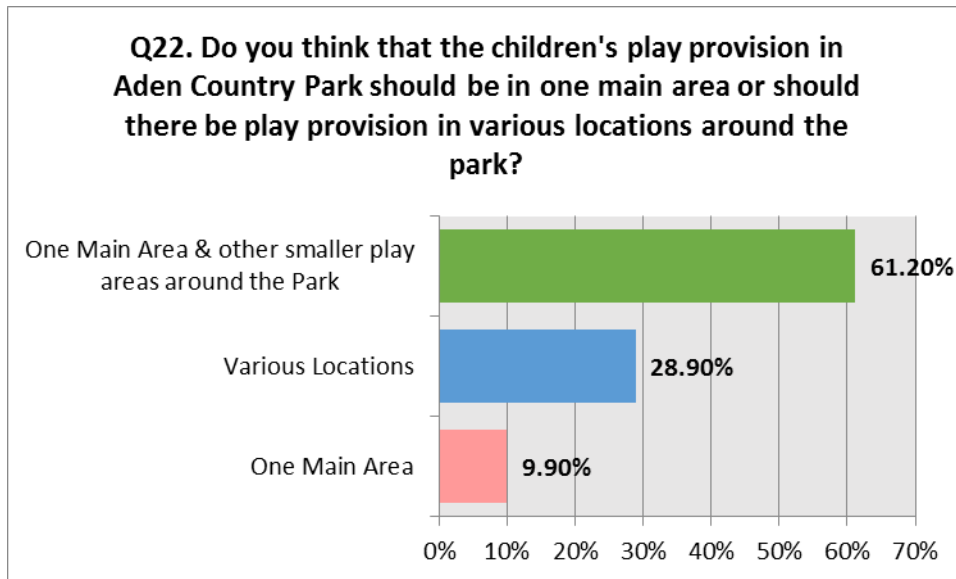 Q22. Do you think that the children's play provision in
Aden Country Park should be in one main area or should
there be play provision in various locations around the
park?
One Main Area & other smaller play
areas around the Park
61.20%
Various Locations
28.90%
One Main Area
9.90%
0% 10% 20% 30% 40% 50% 60% 70%